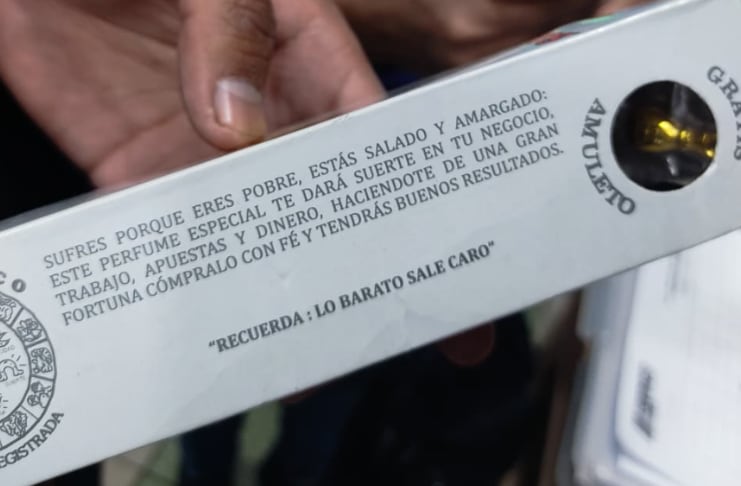 SUFRES PORQUE ERES POBRE, ESTÁS SALADO Y AMARGADO:
ESTE PERFUME ESPECIAL TE DARÁ SUERTE EN TU NEGOCIO,
TRABAJO, APUESTAS Y DINERO, HACIENDOTE DE UNA GRAN
FORTUNA CÓMPRALO CON FÉ Y TENDRÁS BUENOS RESULTADOS.
“RECUERDA : LO BARATO SALE CARO”
GRATIS
AMULETO